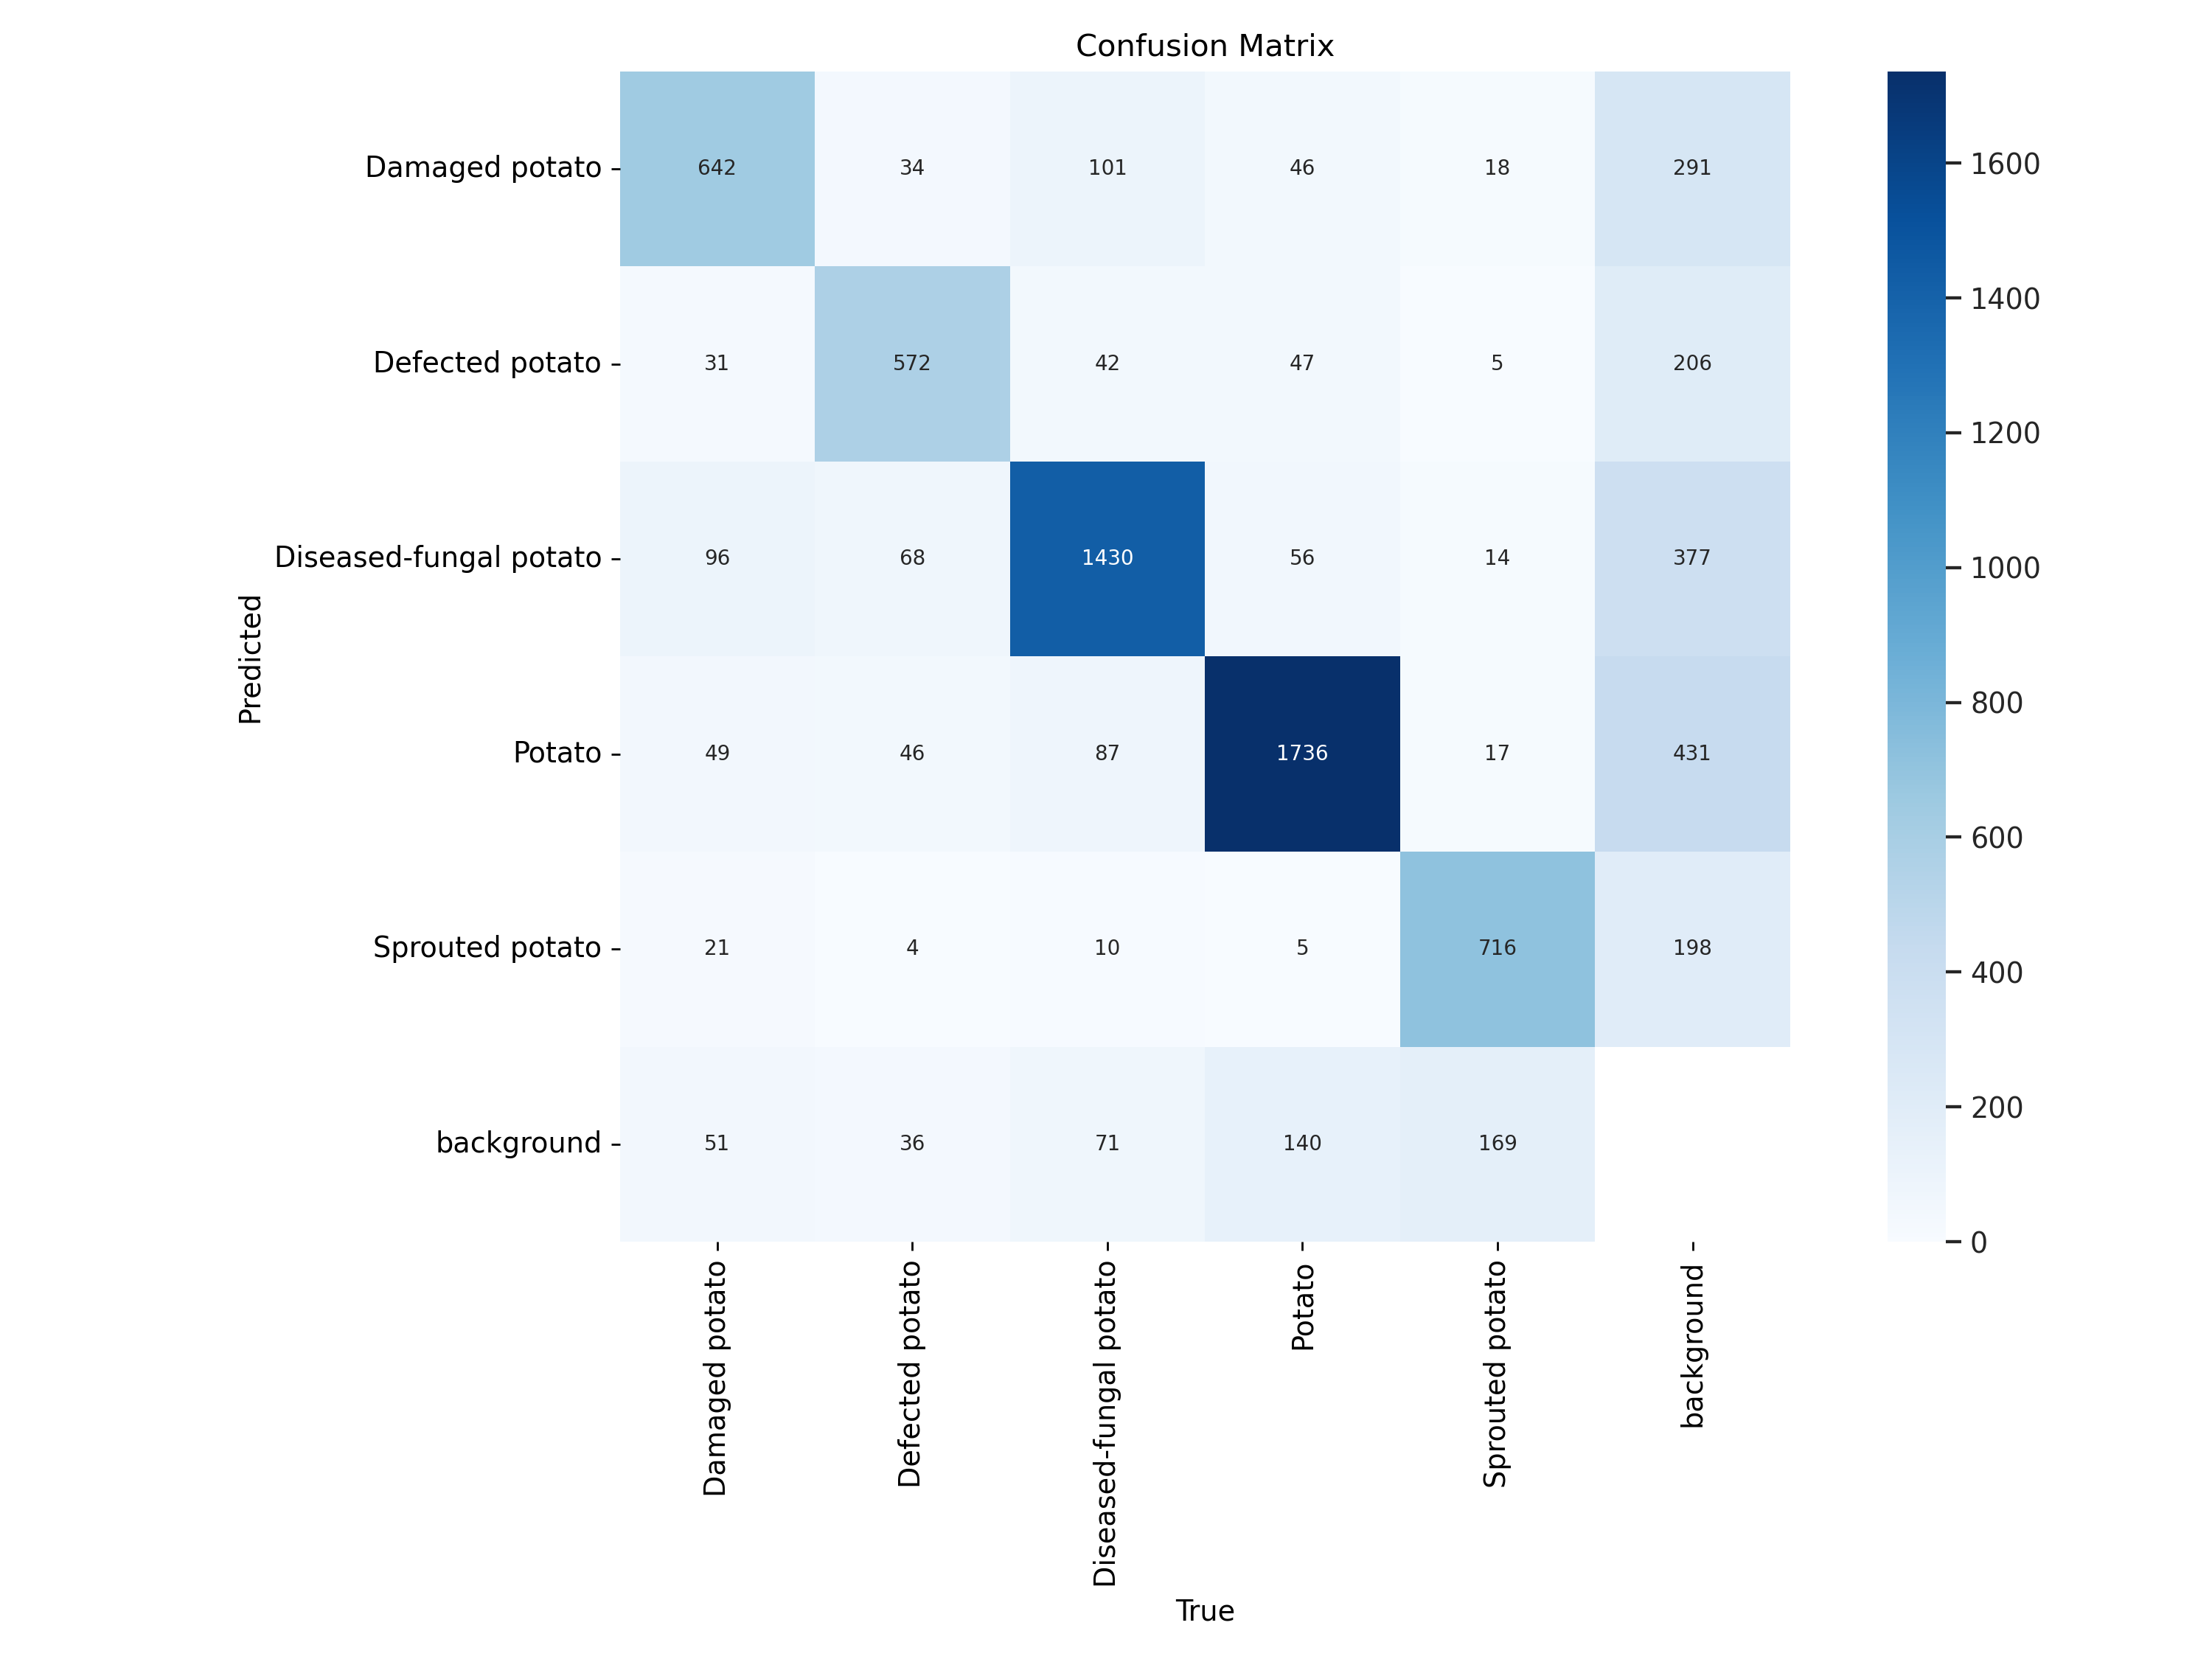 Confusion Matrix
Damaged potato 642 34 101 46 18 291
Defected potato 31 572 42 47 5 206
Diseased-fungal potato 96 68 1430 56 14 377
Potato 49 46 87 1736 17 431
Sprouted potato 21 4 10 5 716 198
background 51 36 71 140 169
Predicted
Damaged potato
Defected potato
Diseased-fungal potato
Potato
Sprouted potato
background
True
1600
1400
1200
1000
800
600
400
200
0